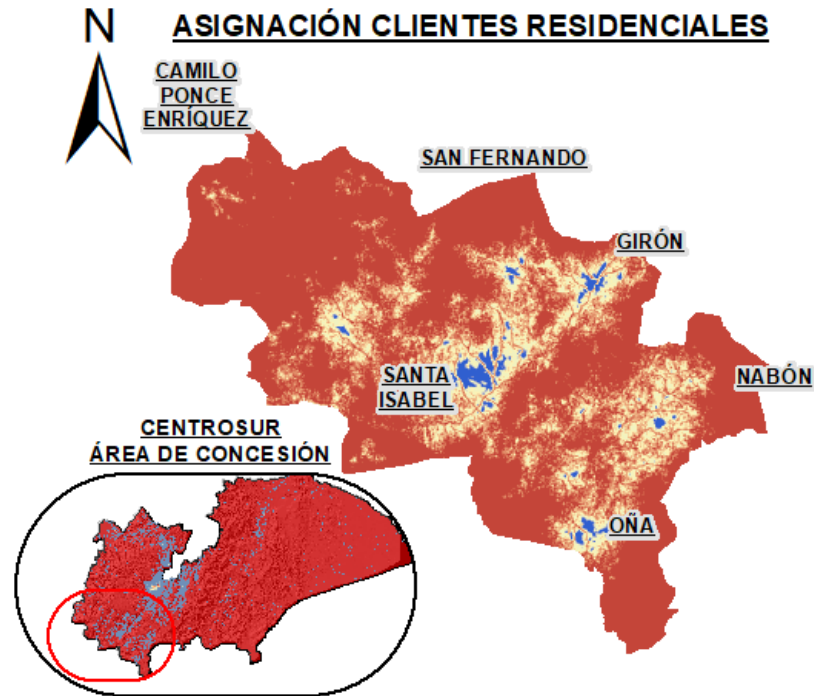 N
ASIGNACIÓN CLIENTES RESIDENCIALES
CAMILO
PONCE
ENRÍQUEZ
SAN FERNANDO
GIRÓN
SANTA
ISABEL
NABÓN
CENTROSUR
ÁREA DE CONCESIÓN
OÑA